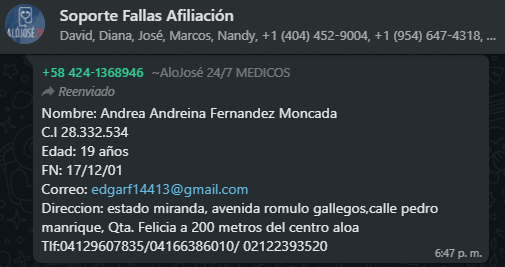 Soporte Fallas Afiliación
David, Diana, José, Marcos, Nandy, +1 (404) 452-9004, +1 (954) 647-4318, ...
+58 424-1368946 ~AloJosé 24/7 MEDICOS
Reenviado
Nombre: Andrea Andreina Fernandez Moncada
C.I 28.332.534
Edad: 19 años
FN: 17/12/01
Correo: edgarf14413@gmail.com
Direccion: estado miranda, avenida romulo gallegos,calle pedro
manrique, Qta. Felicia a 200 metros del centro aloa
Tlf:04129607835/04166386010/ 02122393520
6:47 p. m.